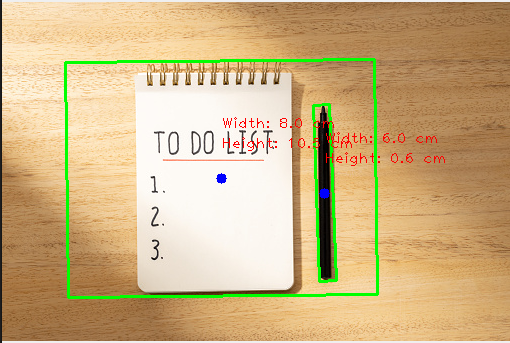 Width: 8.0 cm
Height: 10.5 cm
Width: 6.0 cm
Height: 0.6 cm
TO DO LIST
1.
2.
3.